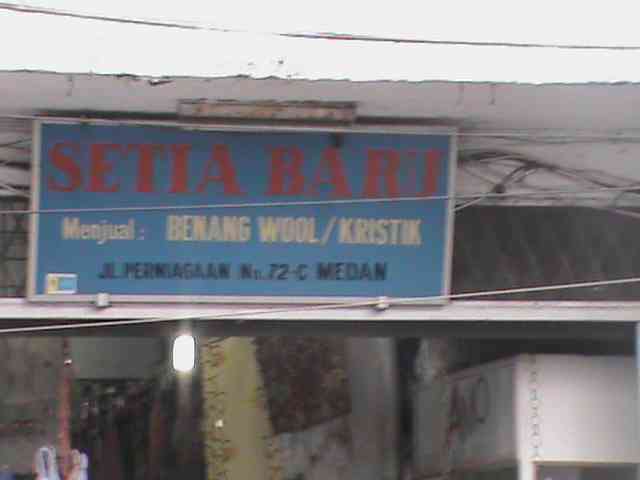 SETIA BARU
Menjual : BENANG WOOL/KRISTIK
JL.PERNIAGAAN No.72-C MEDAN